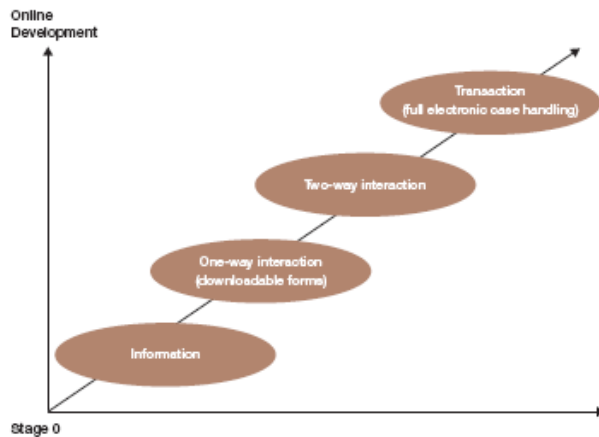 Online
Development
Transaction
(full electronic case handling)
Two-way interaction
One-way interaction
(downloadable forms)
Information
Stage 0